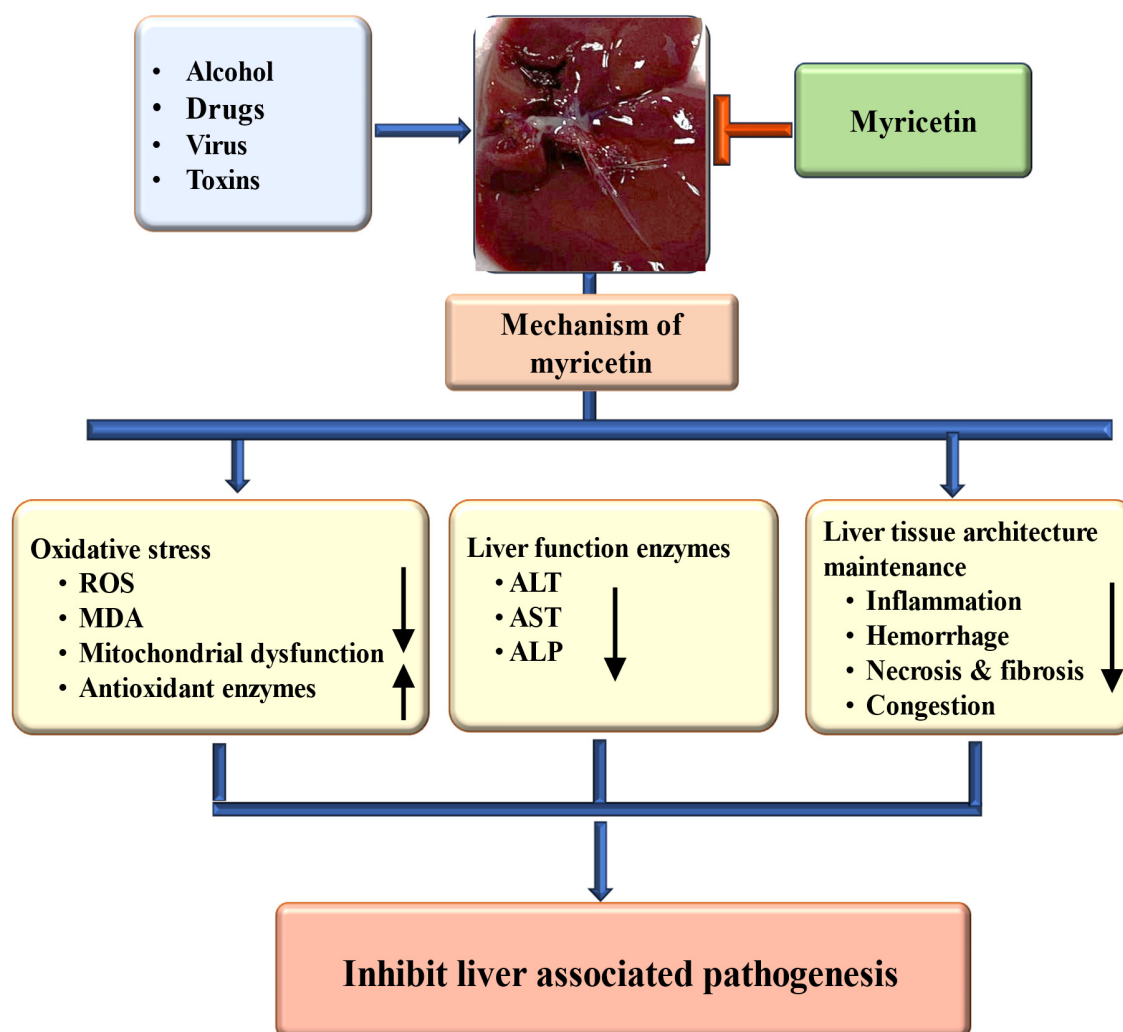 • Alcohol
• Drugs
• Virus
• Toxins
Myricetin
Mechanism of
myricetin
Oxidative stress
• ROS
• MDA
• Mitochondrial dysfunction
• Antioxidant enzymes
Liver function enzymes
• ALT
• AST
• ALP
Liver tissue architecture
maintenance
• Inflammation
• Hemorrhage
• Necrosis & fibrosis
• Congestion
Inhibit liver associated pathogenesis